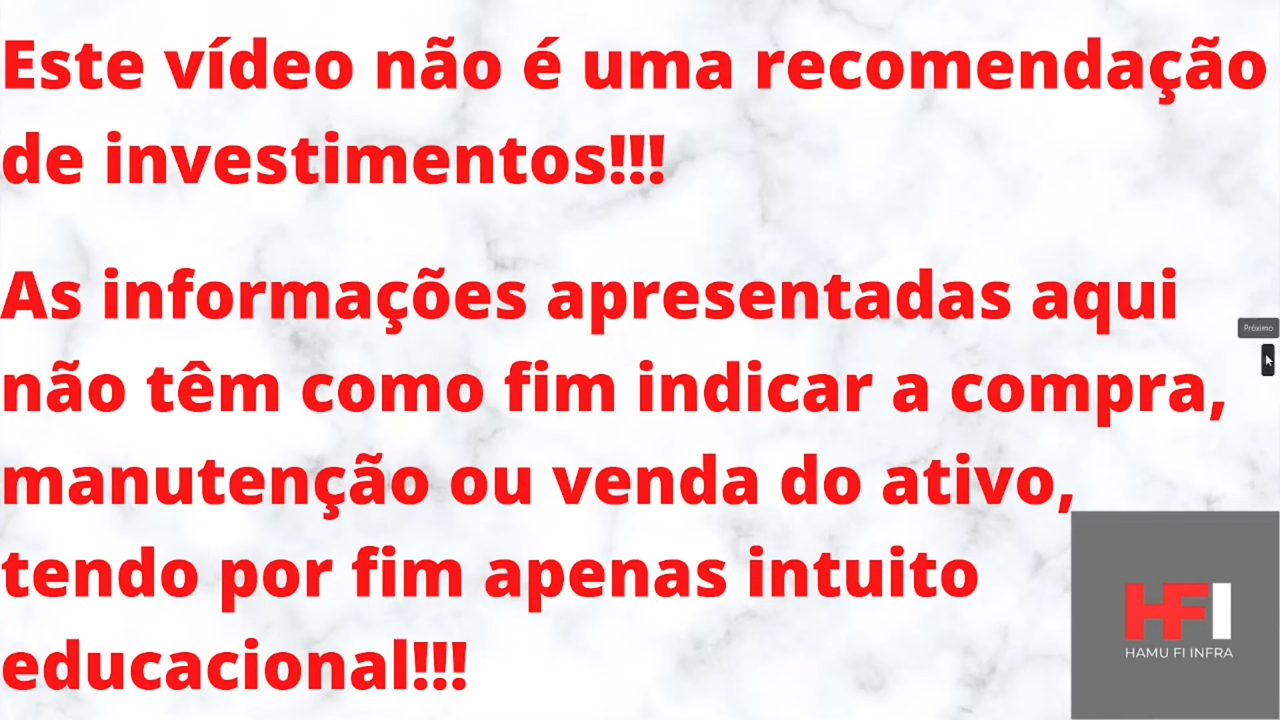 Este vídeo não é uma recomendação
de investimentos!!!
As informações apresentadas aqui
não têm como fim indicar a compra,
manutenção ou venda do ativo,
tendo por fim apenas intuito
educacional!!!
Próximo
HFI
HAMU FI INFRA